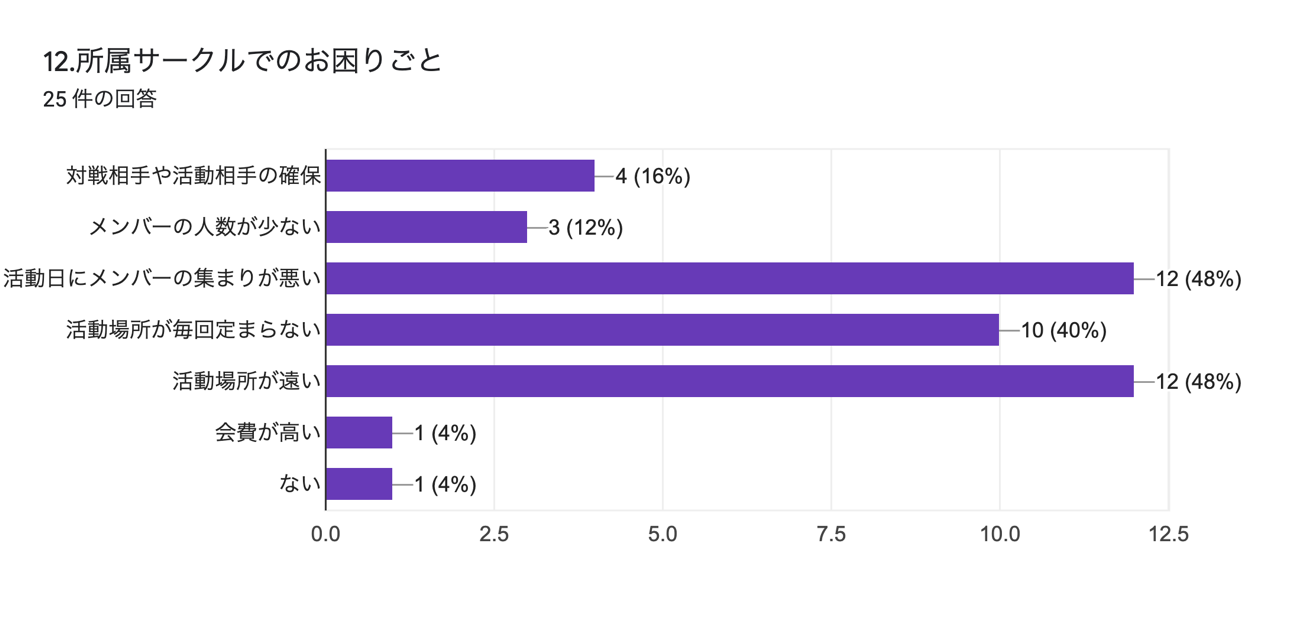 12.所属サークルでのお困りごと
25 件の回答
対戦相手や活動相手の確保
4 (16%)
メンバーの人数が少ない
3 (12%)
活動日にメンバーの集まりが悪い
12 (48%)
活動場所が毎回定まらない
10 (40%)
活動場所が遠い
12 (48%)
会費が高い
1 (4%)
ない
1 (4%)
0.0 2.5 5.0 7.5 10.0 12.5